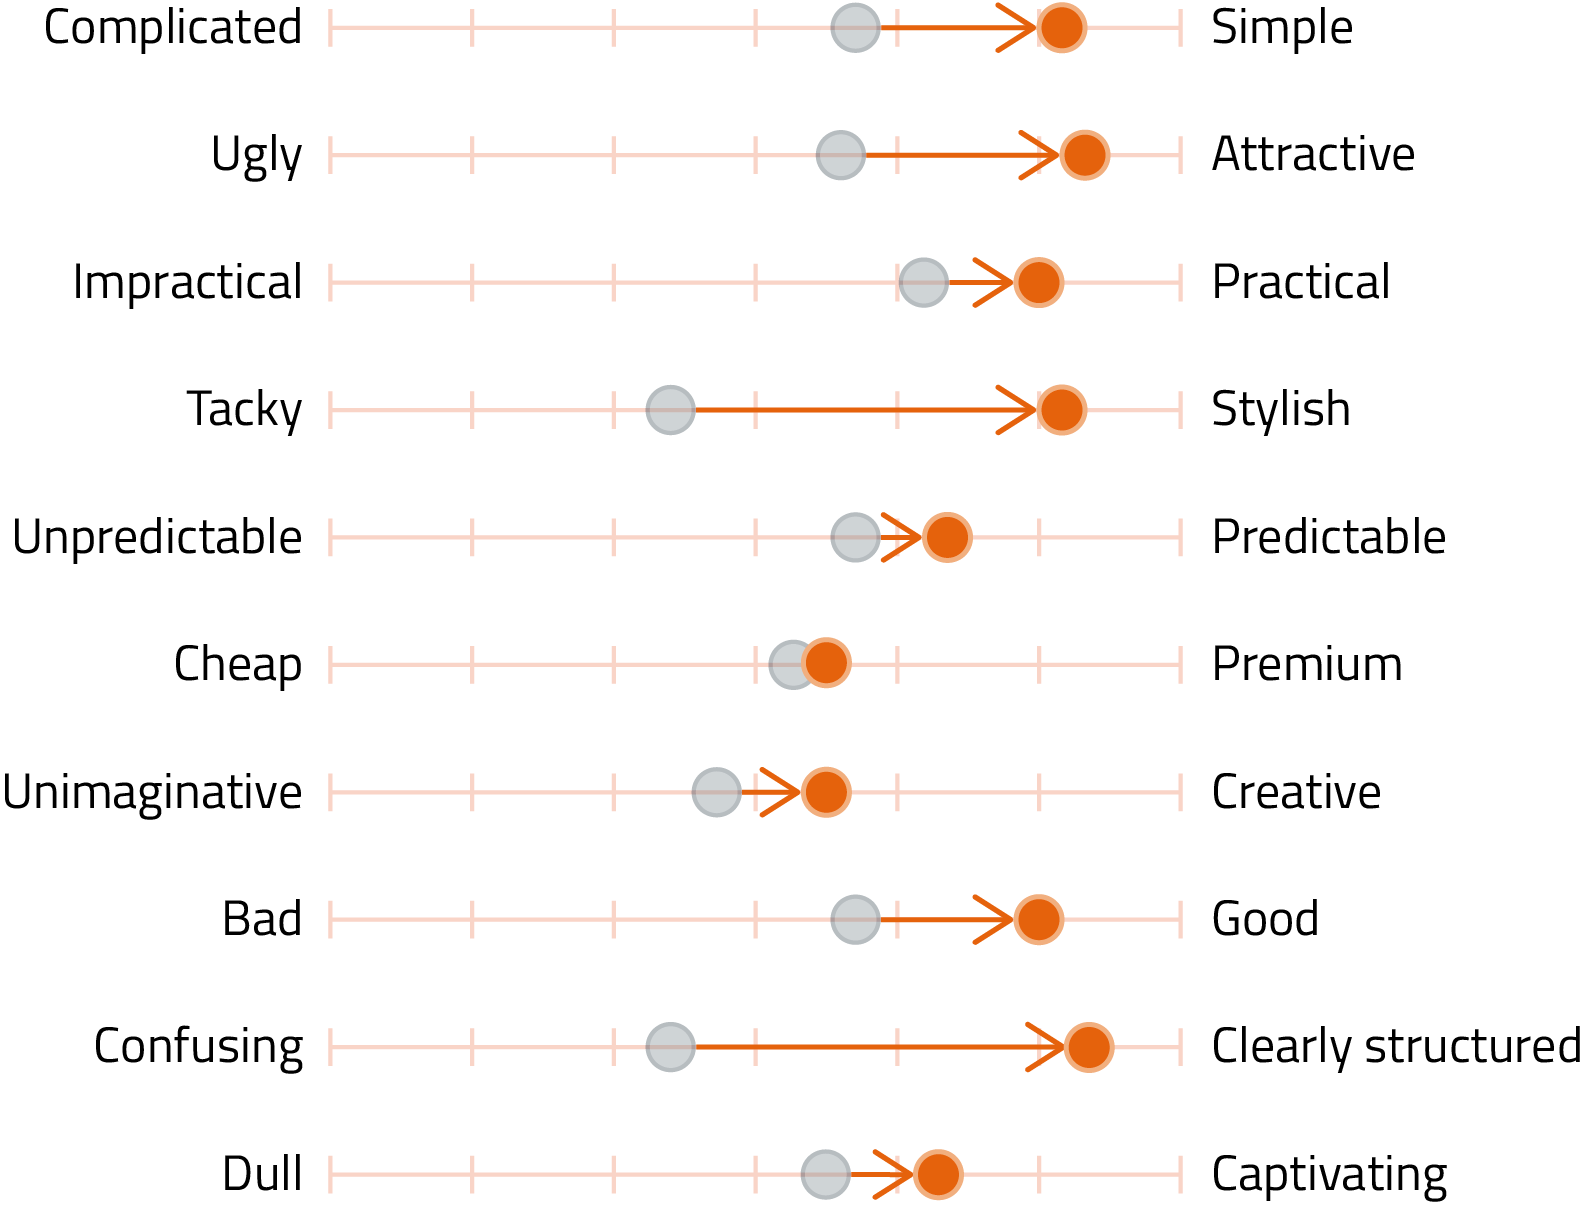 Complicated Simple
Ugly Attractive
Impractical Practical
Tacky Stylish
Unpredictable Predictable
Cheap Premium
Unimaginative Creative
Bad Good
Confusing Clearly structured
Dull Captivating